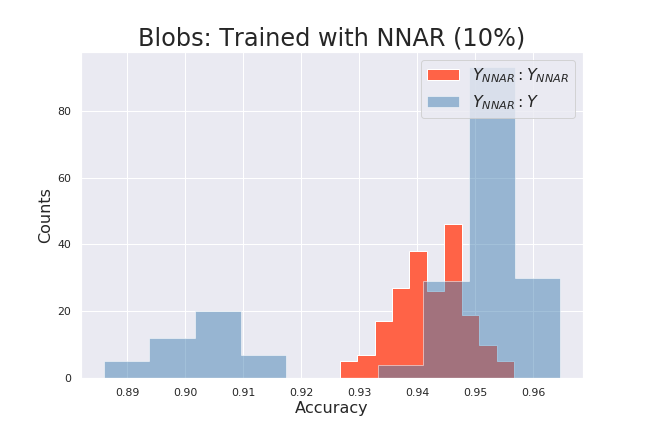 Blobs: Trained with NNAR (10%)
Y_NNAR : Y_NNAR
Y_NNAR : Y
Counts
80
60
40
20
0
0.89 0.90 0.91 0.92 0.93 0.94 0.95 0.96
Accuracy